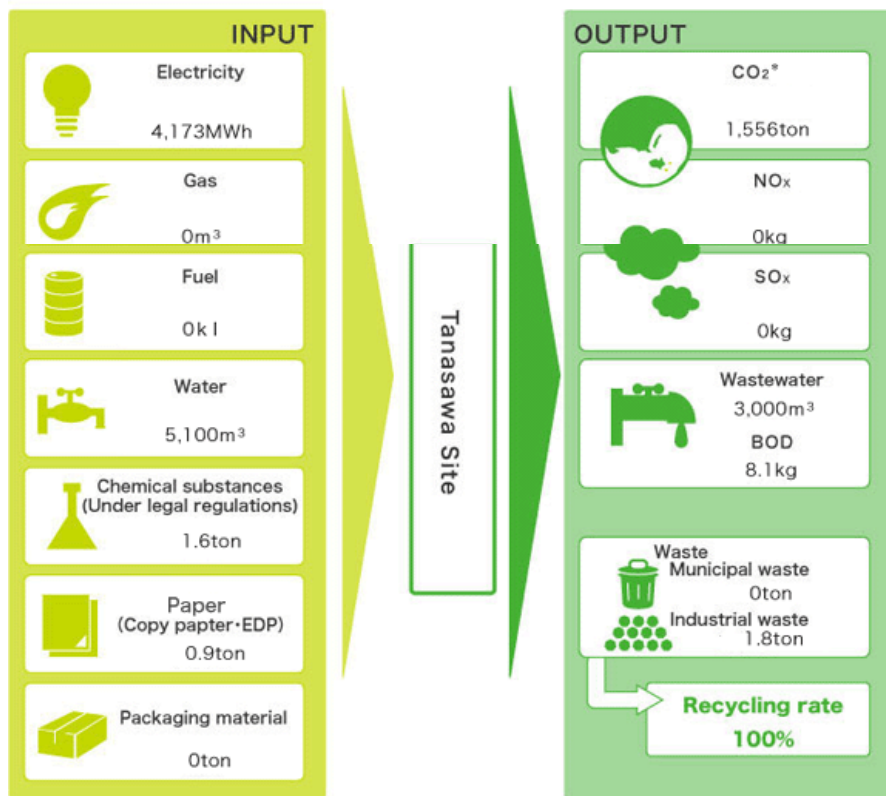 INPUT
Electricity
4,173MWh
Gas
0m³
Fuel
0kl
Water
5,100m³
Chemical substances
(Under legal regulations)
1.6ton
Paper
(Copy papter･EDP)
0.9ton
Packaging material
0ton
Tanasawa Site
OUTPUT
CO₂*
1,556ton
NOx
0kg
SOx
0kg
Wastewater
3,000m³
BOD
8.1kg
Waste
Municipal waste
0ton
Industrial waste
1.8ton
Recycling rate
100%